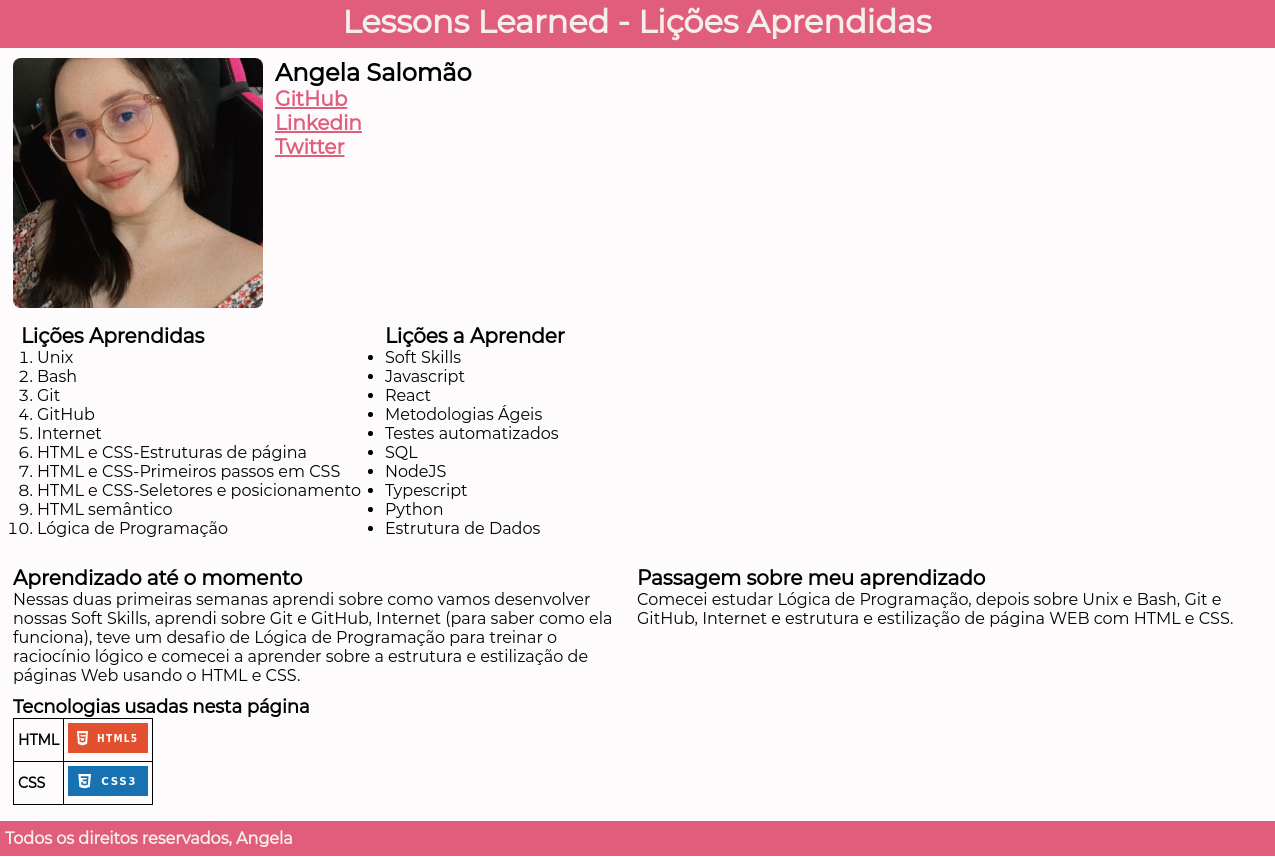 Lessons Learned - Lições Aprendidas
Angela Salomão
GitHub
Linkedin
Twitter
Lições Aprendidas
1. Unix
2. Bash
3. Git
4. GitHub
5. Internet
6. HTML e CSS-Estruturas de página
7. HTML e CSS-Primeiros passos em CSS
8. HTML e CSS-Seletores e posicionamento
9. HTML semântico
10. Lógica de Programação
Lições a Aprender
• Soft Skills
• Javascript
• React
• Metodologias Ágeis
• Testes automatizados
• SQL
• NodeJS
• Typescript
• Python
• Estrutura de Dados
Aprendizado até o momento
Nessas duas primeiras semanas aprendi sobre como vamos desenvolver
nossas Soft Skills, aprendi sobre Git e GitHub, Internet (para saber como ela
funciona), teve um desafio de Lógica de Programação para treinar o
raciocínio lógico e comecei a aprender sobre a estrutura e estilização de
páginas Web usando o HTML e CSS.
Passagem sobre meu aprendizado
Comecei estudar Lógica de Programação, depois sobre Unix e Bash, Git e
GitHub, Internet e estrutura e estilização de página WEB com HTML e CSS.
Tecnologias usadas nesta página
HTML HTML5
CSS CSS3
Todos os direitos reservados, Angela